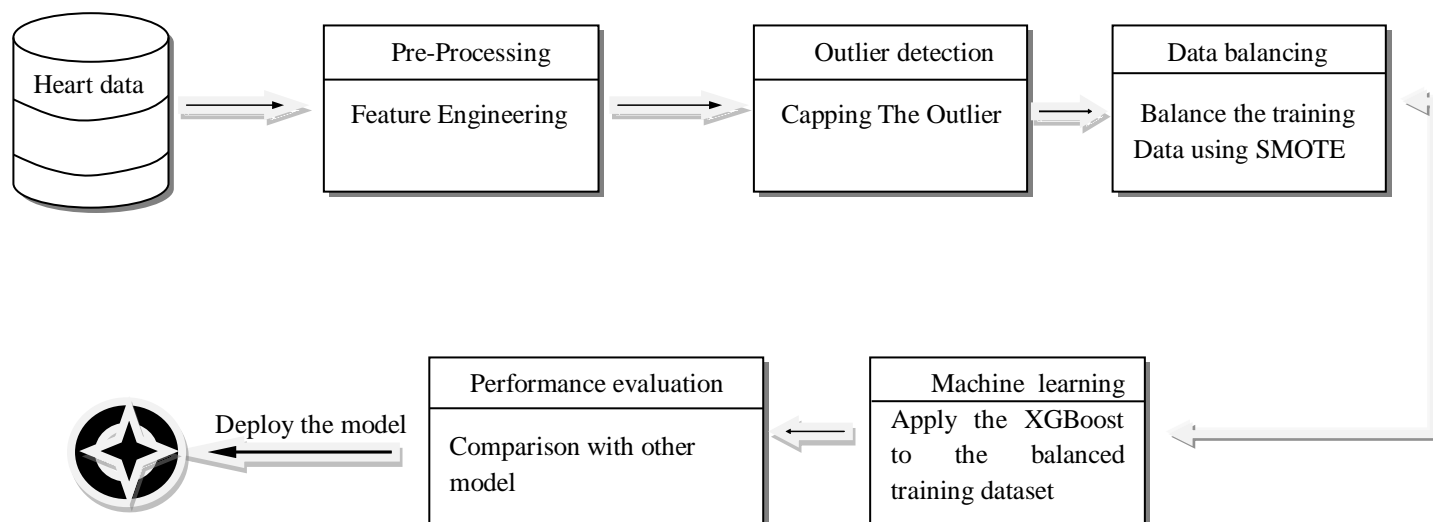 Heart data
Pre-Processing
Feature Engineering
Outlier detection
Capping The Outlier
Data balancing
Balance the training
Data using SMOTE
Machine learning
Apply the XGBoost
to the balanced
training dataset
Performance evaluation
Comparison with other
model
Deploy the model